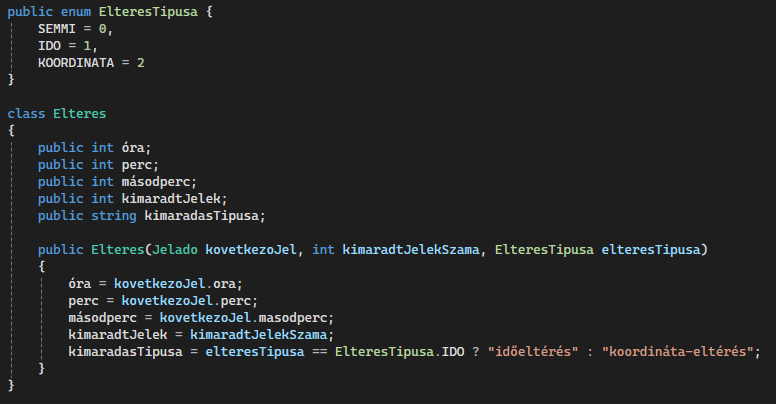 public enum ElteresTipusa {
    SEMMI = 0,
    IDO = 1,
    KOORDINATA = 2
}

class Elteres
{
    public int óra;
    public int perc;
    public int másodperc;
    public int kimaradtJelek;
    public string kimaradasTipusa;

    public Elteres(Jelado kovetkezoJel, int kimaradtJelekSzama, ElteresTipusa elteresTipusa)
    {
        óra = kovetkezoJel.ora;
        perc = kovetkezoJel.perc;
        másodperc = kovetkezoJel.masodperc;
        kimaradtJelek = kimaradtJelekSzama;
        kimaradasTipusa = elteresTipusa == ElteresTipusa.IDO ? "időeltérés" : "koordináta-eltérés";
    }
}